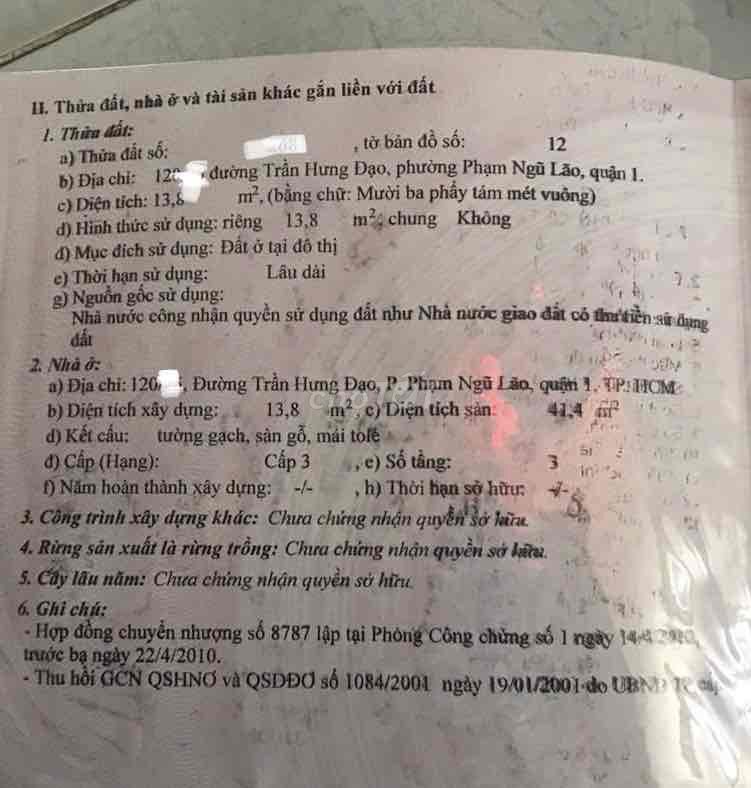 II. Thửa đất, nhà ở và tài sản khác gắn liền với đất
1. Thửa đất:
a) Thửa đất số: , tờ bản đồ số: 12
b) Địa chỉ: 120 , đường Trần Hưng Đạo, phường Phạm Ngũ Lão, quận 1.
c) Diện tích: 13,8 m², (bằng chữ: Mười ba phẩy tám mét vuông)
d) Hình thức sử dụng: riêng 13,8 m²; chung Không
đ) Mục đích sử dụng: Đất ở tại đô thị
e) Thời hạn sử dụng: Lâu dài
g) Nguồn gốc sử dụng:
Nhà nước công nhận quyền sử dụng đất như Nhà nước giao đất có thu tiền sử dụng
đất
2. Nhà ở:
a) Địa chỉ: 120 , Đường Trần Hưng Đạo, P. Phạm Ngũ Lão, quận 1. TP. HCM
b) Diện tích xây dựng: 13,8 m², c) Diện tích sàn: 41,4 m²
d) Kết cấu: tường gạch, sàn gỗ, mái tole
đ) Cấp (Hạng): Cấp 3 , e) Số tầng: 3
f) Năm hoàn thành xây dựng: -/- , h) Thời hạn sở hữu: -/-
3. Công trình xây dựng khác: Chưa chứng nhận quyền sở hữu.
4. Rừng sản xuất là rừng trồng: Chưa chứng nhận quyền sở hữu.
5. Cây lâu năm: Chưa chứng nhận quyền sở hữu.
6. Ghi chú:
- Hợp đồng chuyển nhượng số 8787 lập tại Phòng Công chứng số 1 ngày 14/4/2010,
trước bạ ngày 22/4/2010.
- Thu hồi GCN QSHNƠ và QSDĐƠ số 1084/2001 ngày 19/01/2001 do UBND TP cấp